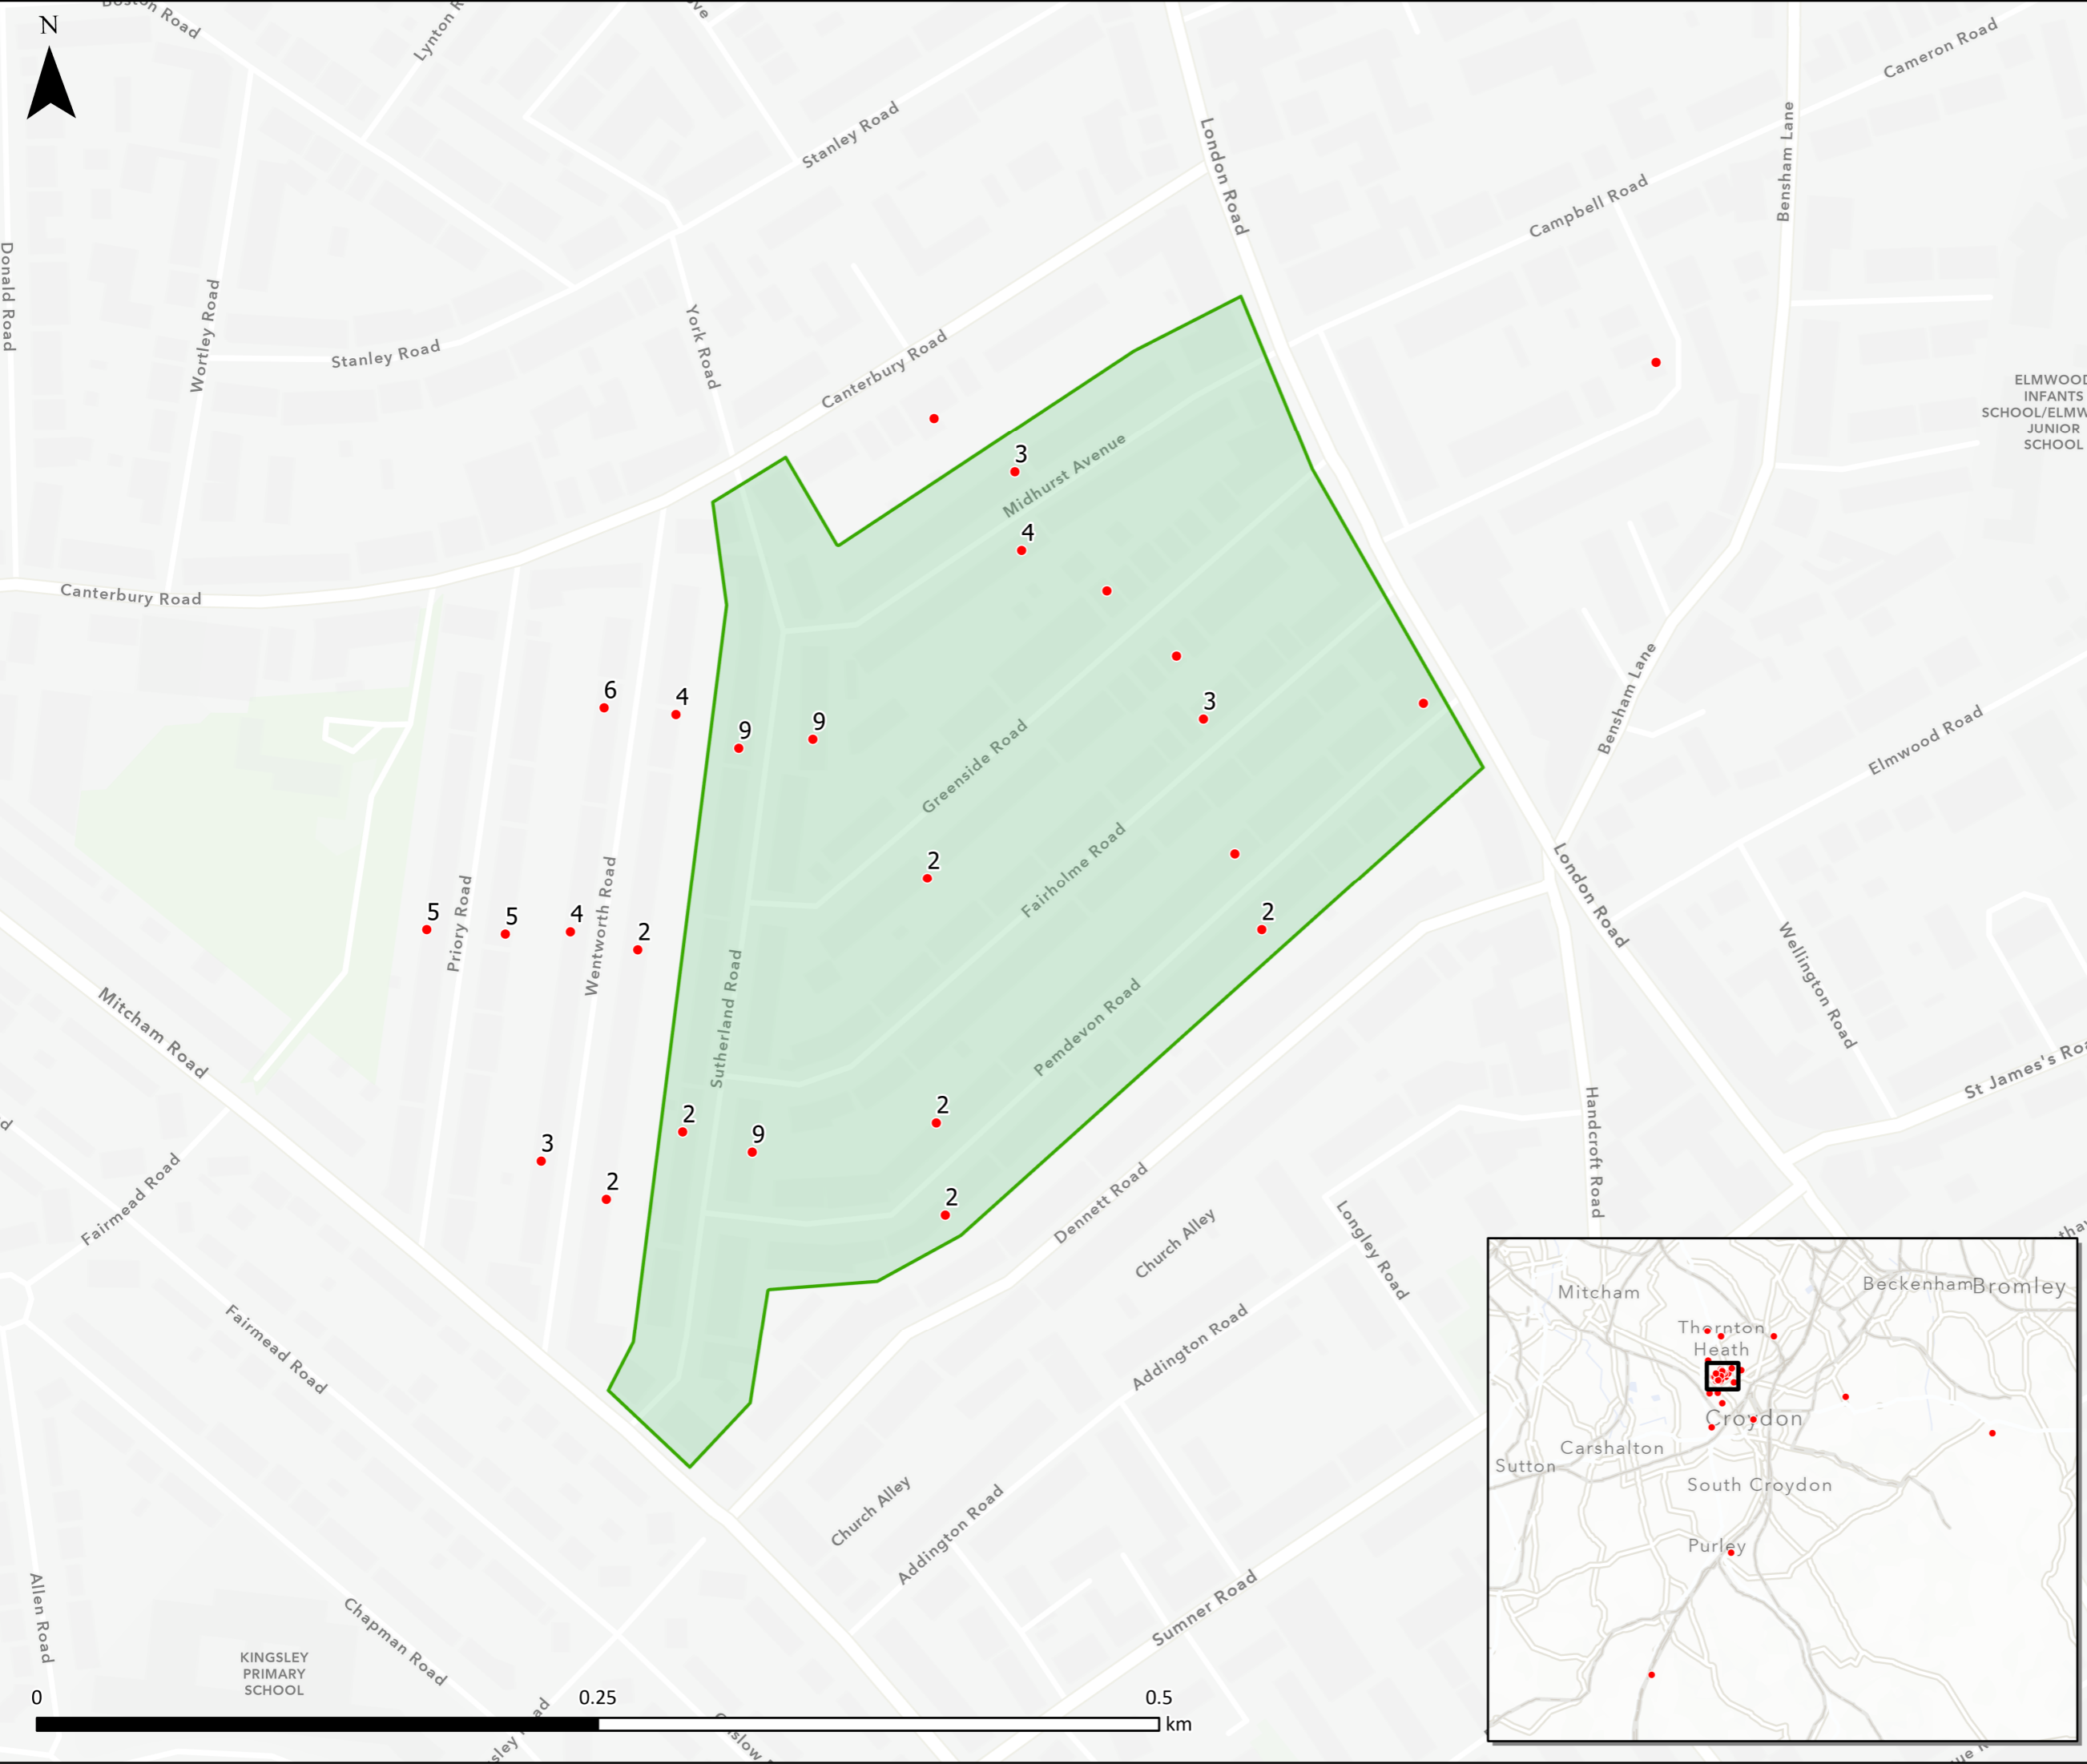 N
Boston Road
Stanley Road
London Road
Cameron Road
Bensham Lane
Campbell Road
Donald Road
Wortley Road
Stanley Road
York Road
Canterbury Road
ELMWOOD
INFANTS
JUNIOR
SCHOOL
3
Midhurst Avenue
4
Canterbury Road
6
4
9
9
3
Greenside Road
Bensham Lane
Elmwood Road
Fairholme Road
2
London Road
5
5
4
2
2
Priory Road
Wentworth Road
Sutherland Road
Wellington Road
Mitcham Road
Pemdevon Road
St James's Road
2
9
2
3
2
2
Handcroft Road
Fairmead Road
Dennett Road
Church Alley
Longley Road
Addington Road
Fairmead Road
Church Alley
Addington Road
Sumner Road
Allen Road
Chapman Road
KINGSLEY
PRIMARY
SCHOOL
0
0.25
0.5
km
Mitcham
Beckenham
Bromley
Thornton
Heath
Croydon
Carshalton
Sutton
South Croydon
Purley